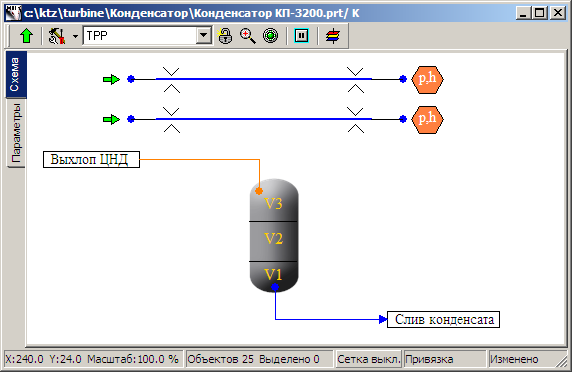 c:\ktz\turbine\Конденсатор\Конденсатор КП-3200.prt/ K
TPP
Схема
Параметры
p,h
p,h
Выхлоп ЦНД
V3
V2
V1
Слив конденсата
X:240.0 Y:24.0 Масштаб:100.0 %
Объектов 25 Выделено 0
Сетка выкл.
Привязка
Изменено